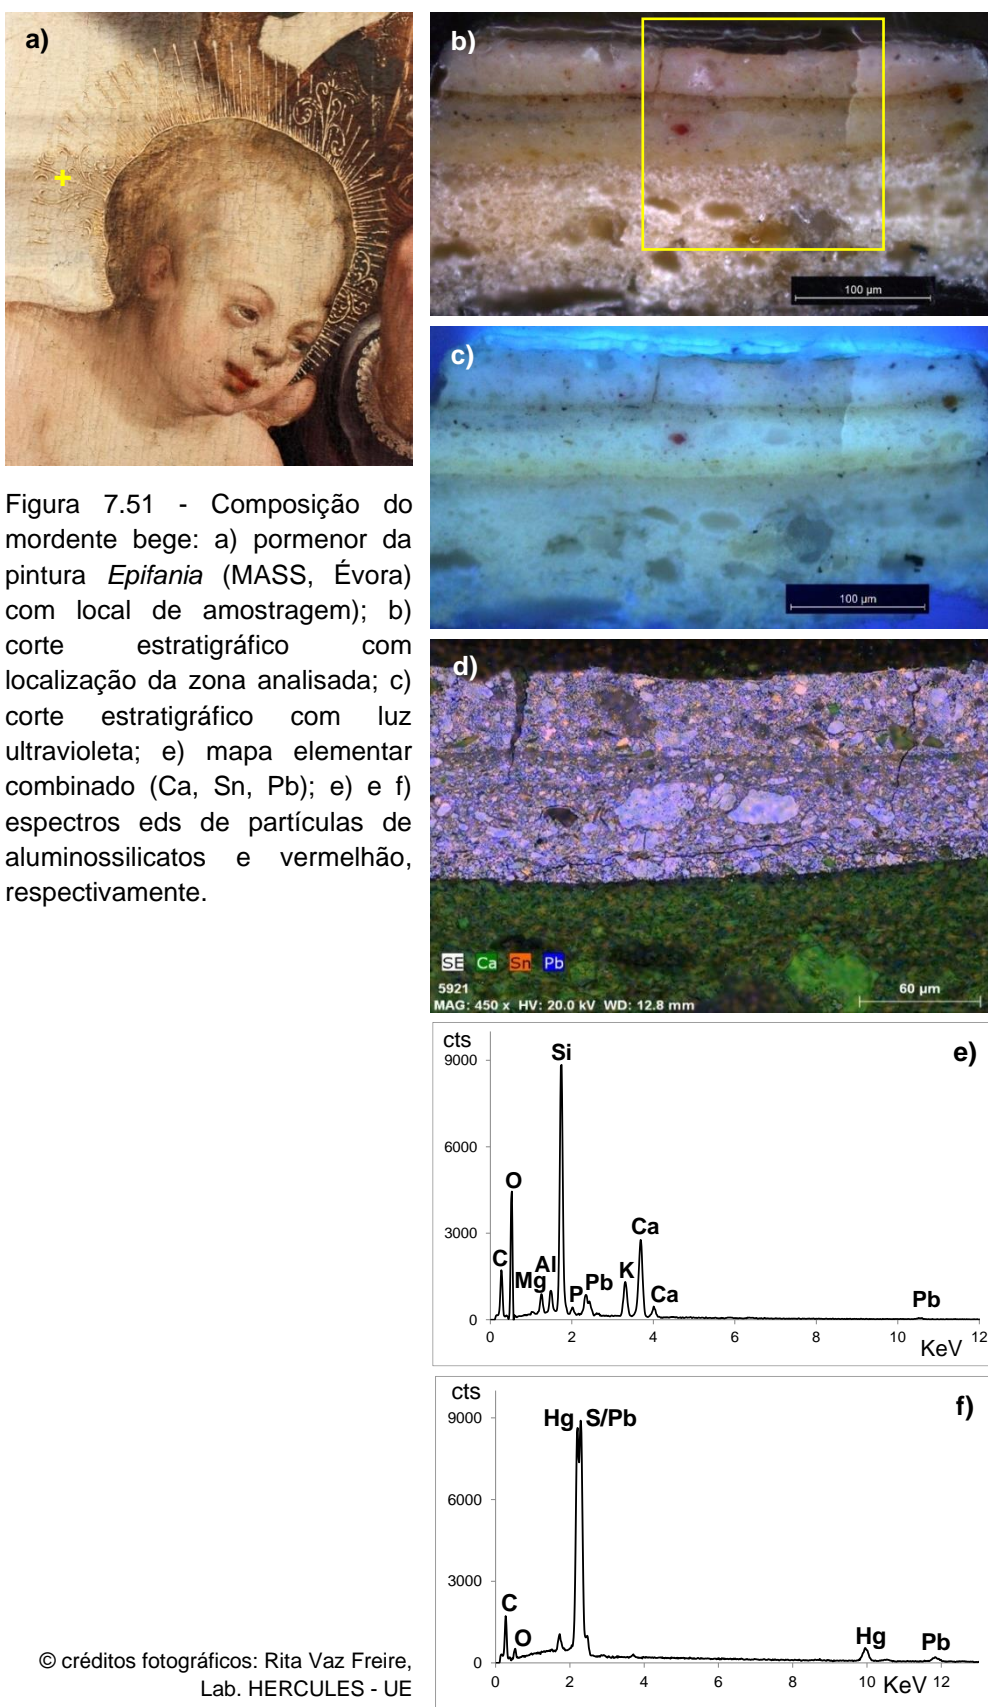 a)
b)
100 µm
c)
100 µm
Figura 7.51 - Composição do
mordente bege: a) pormenor da
pintura Epifania (MASS, Évora)
com local de amostragem); b)
corte estratigráfico com
localização da zona analisada; c)
corte estratigráfico com luz
ultravioleta; e) mapa elementar
combinado (Ca, Sn, Pb); e) e f)
espectros eds de partículas de
aluminossilicatos e vermelhão,
respectivamente.
d)
SE Ca Sn Pb
5921
60 µm
MAG: 450 x HV: 20.0 kV WD: 12.8 mm
cts
e)
9000
6000
3000
0
Si
O
C
Mg
Al
P
Pb
K
Ca
Ca
Pb
0 2 4 6 8 10 12
KeV
cts
f)
9000
6000
3000
0
Hg S/Pb
C
O
Hg
Pb
0 2 4 6 8 10 KeV 12
© créditos fotográficos: Rita Vaz Freire,
Lab. HERCULES - UE